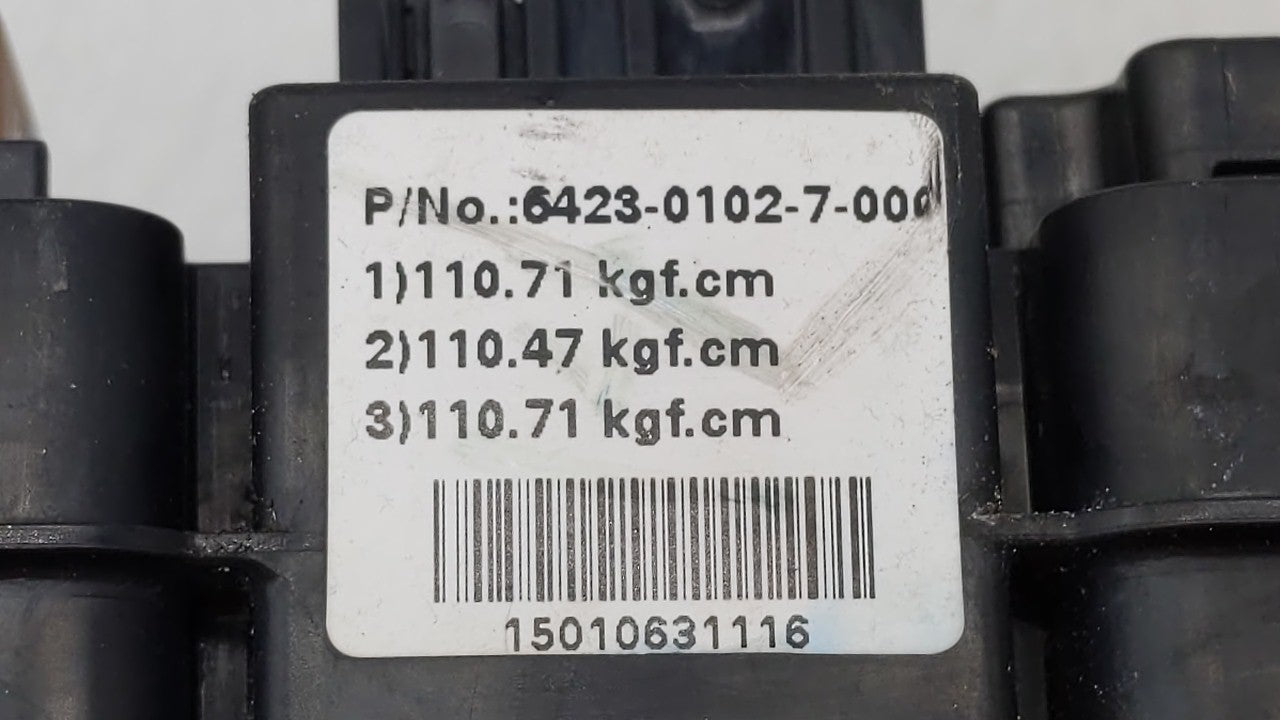 P/No.:6423-0102-7-000
1)110.71 kgf.cm
2)110.47 kgf.cm
3)110.71 kgf.cm
15010631116